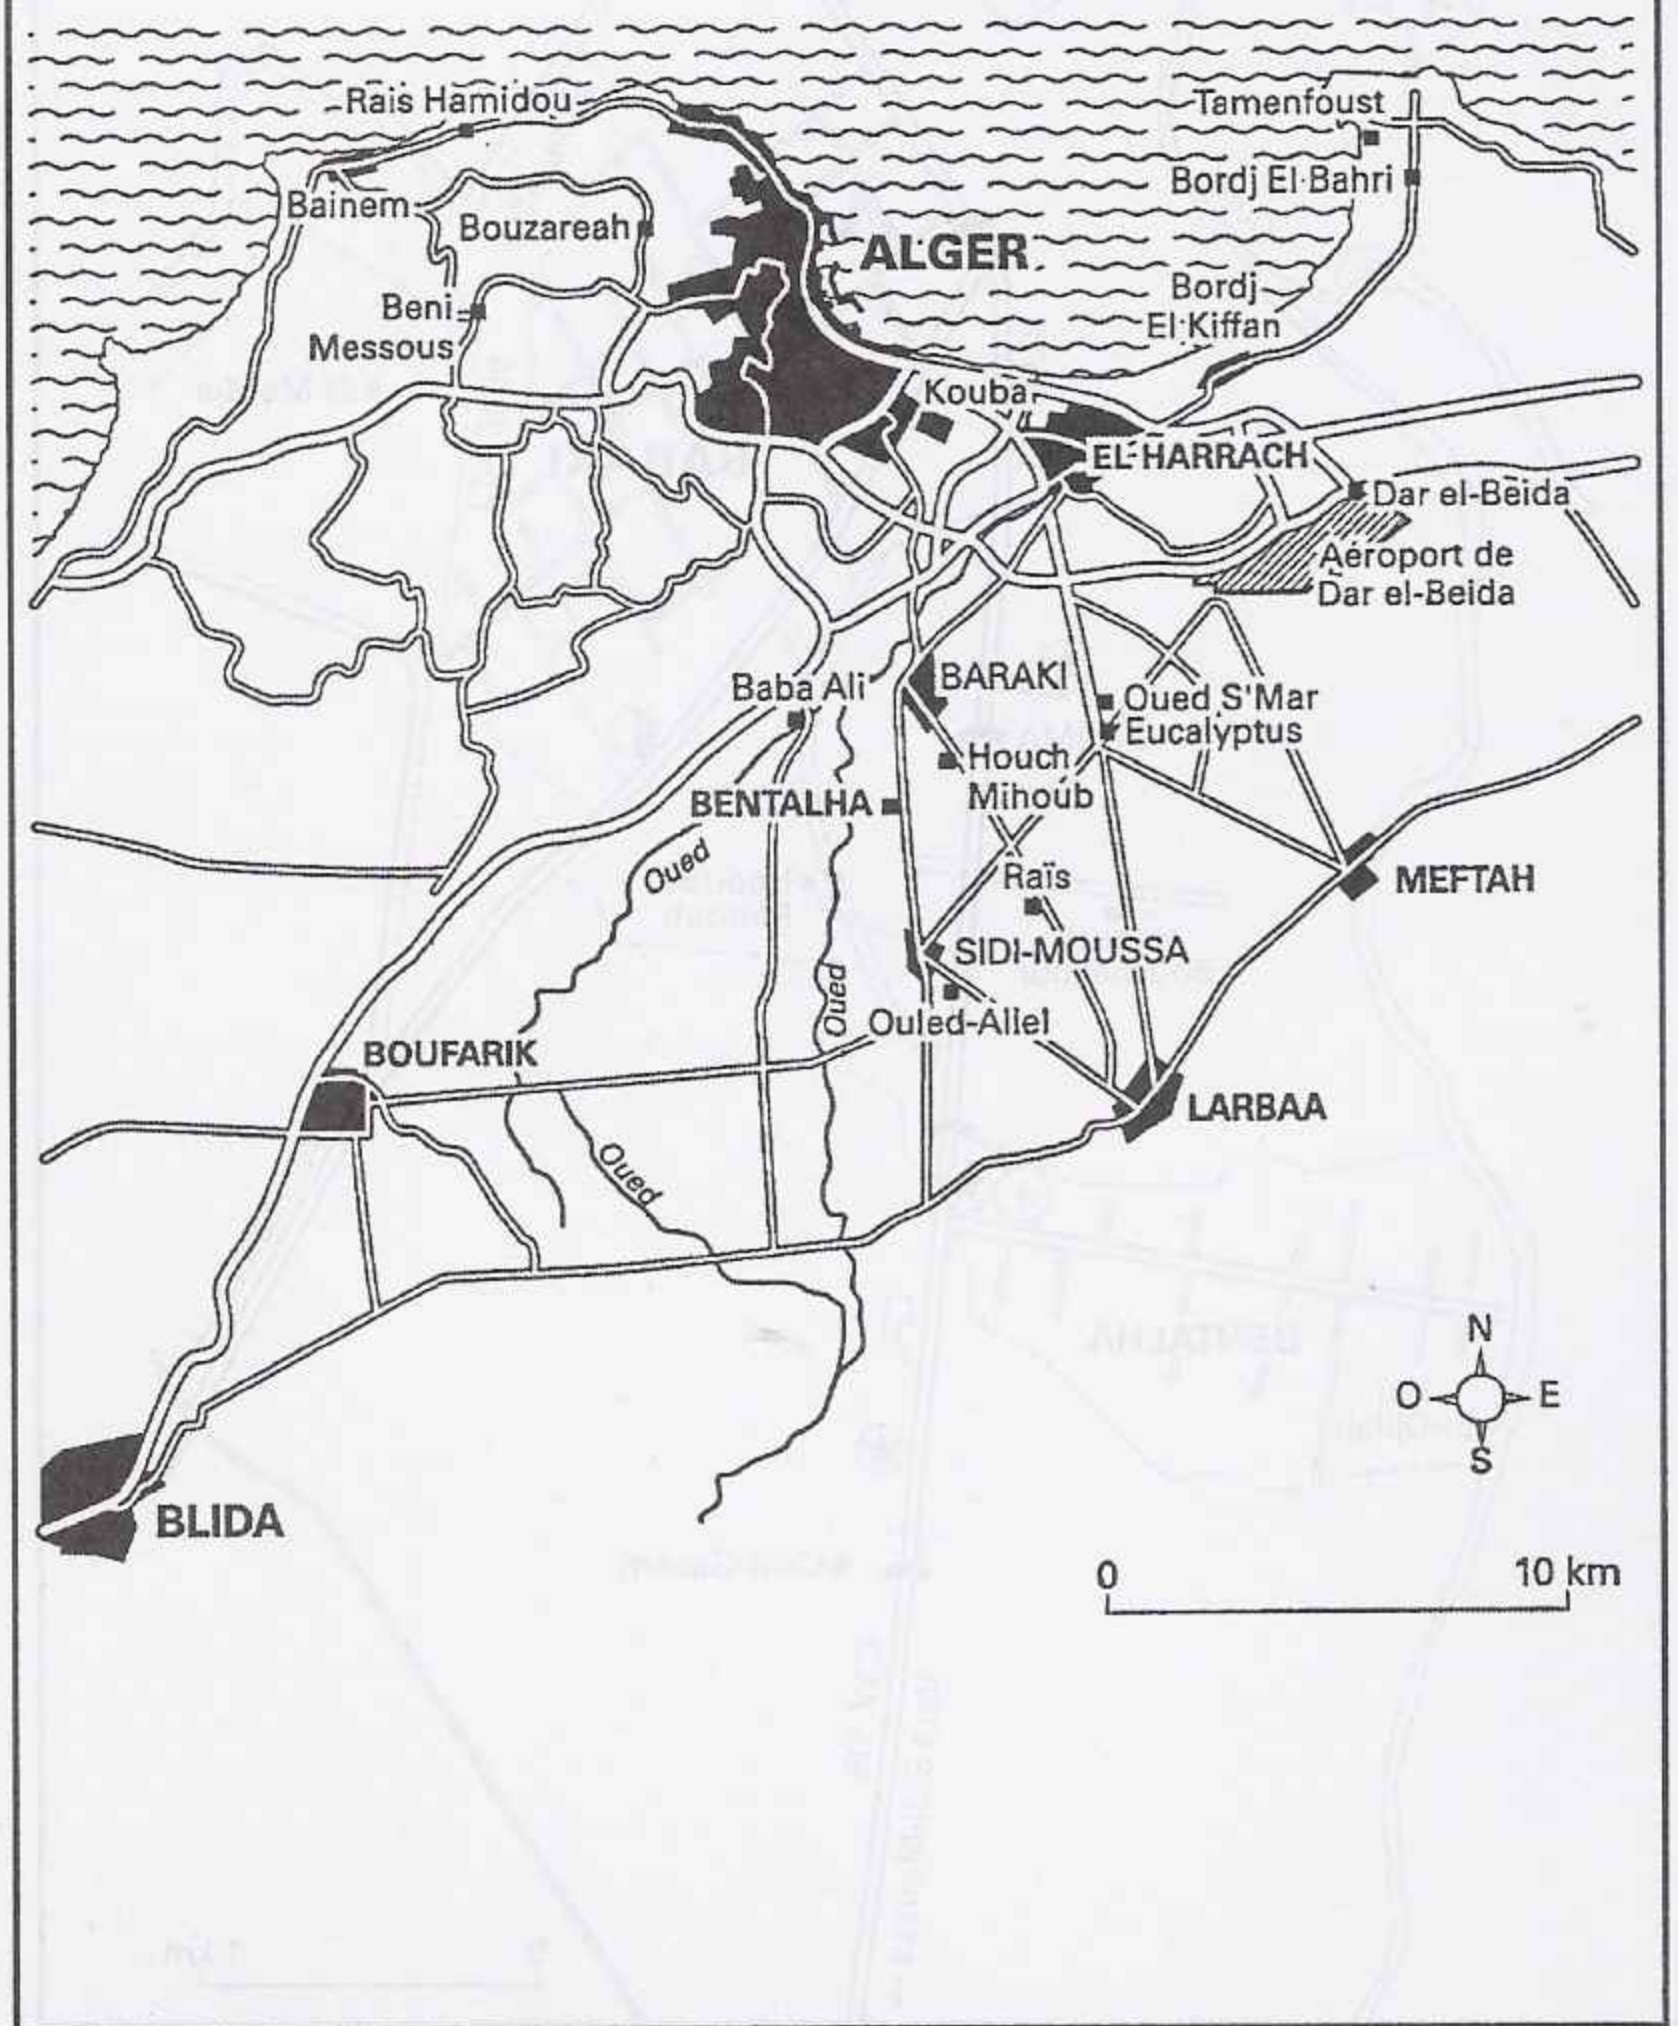 Rais Hamidou
Tamenfoust
Bordj El Bahri
Bainem
Bouzareah
ALGER
Bordj
El Kiffan
Beni
Messous
Kouba
EL-HARRACH
Dar el-Beida
Aéroport de
Dar el-Beida
BARAKI
Baba Ali
Oued S'Mar
Eucalyptus
Houch
Mihoub
BENTALHA
Oued
Raïs
MEFTAH
SIDI-MOUSSA
Oued
Ouled-Allel
BOUFARIK
LARBAA
Oued
N
O E
S
BLIDA
0 10 km